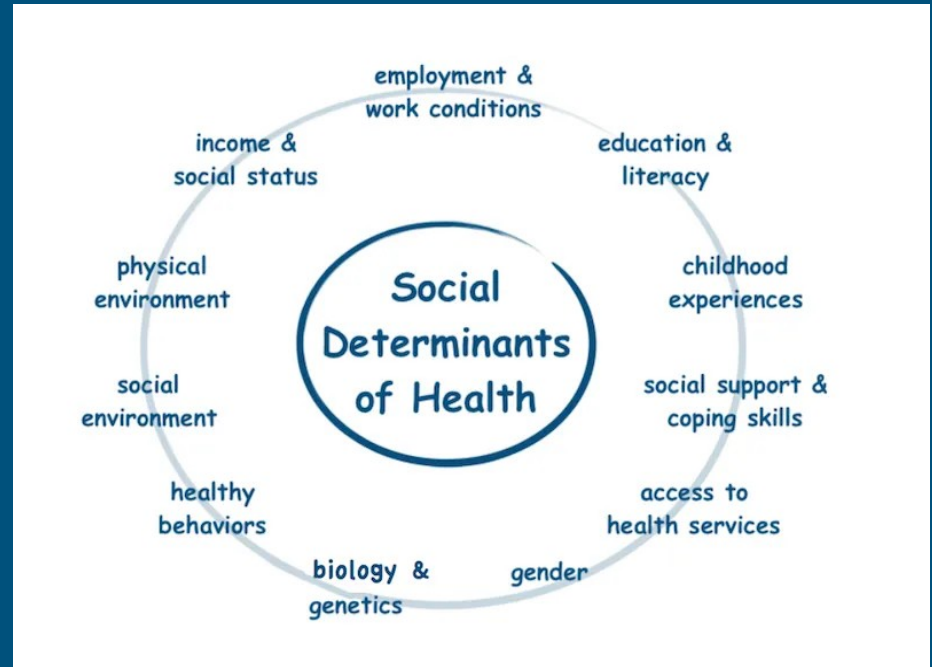 employment &
work conditions
education &
literacy
childhood
experiences
social support &
coping skills
access to
health services
gender
biology &
genetics
healthy
behaviors
social
environment
physical
environment
income &
social status
Social
Determinants
of Health